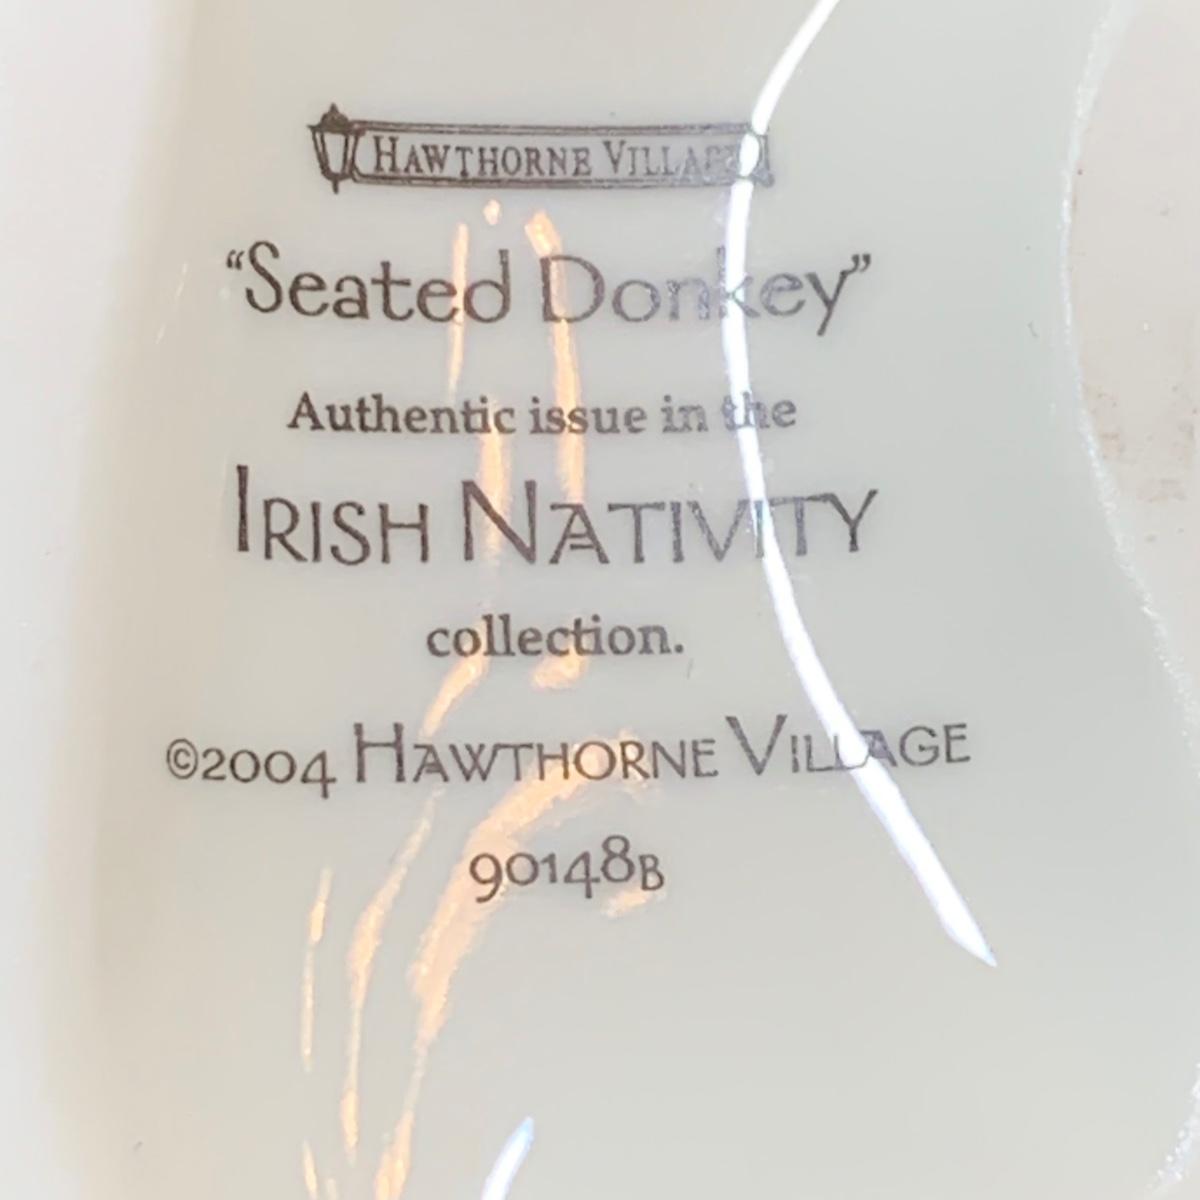 HAWTHORNE VILLAGE
“Seated Donkey”
Authentic issue in the
IRISH NATIVITY
collection.
©2004 HAWTHORNE VILLAGE
90148B